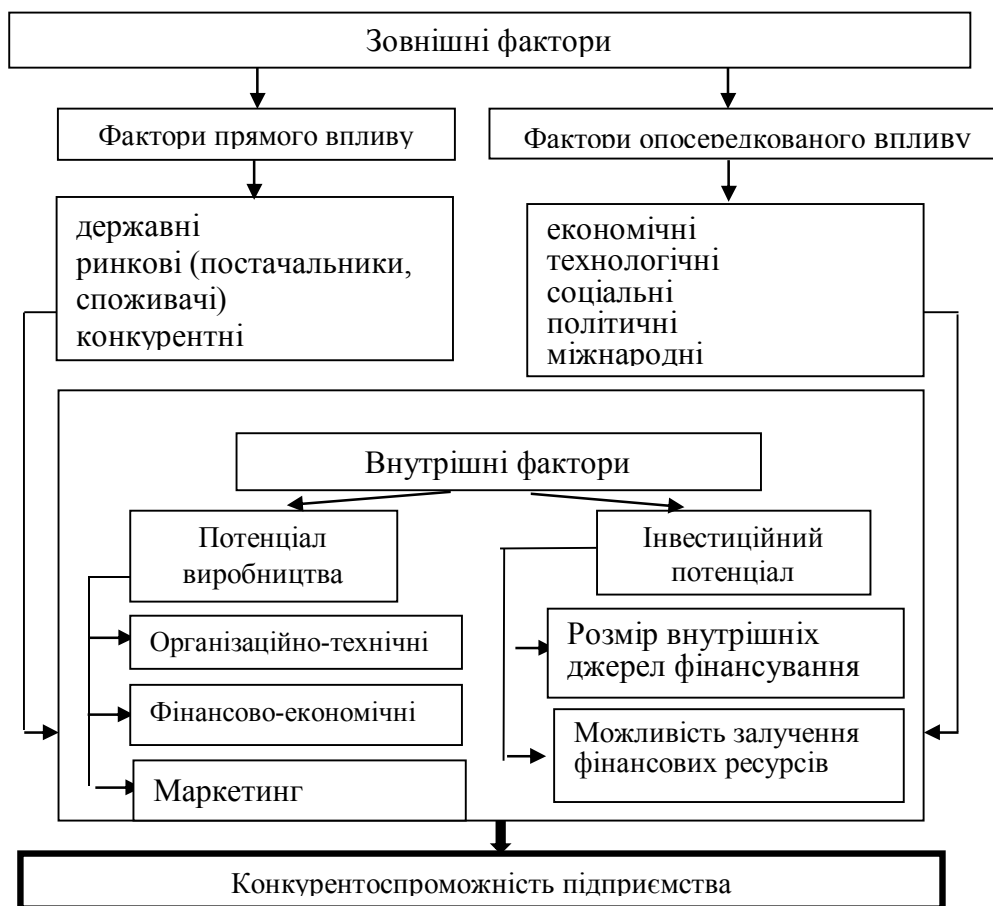 Зовнішні фактори
Фактори прямого впливу
Фактори опосередкованого впливу
державні
ринкові (постачальники,
споживачі)
конкурентні
економічні
технологічні
соціальні
політичні
міжнародні
Внутрішні фактори
Потенціал
виробництва
Інвестиційний
потенціал
Організаційно-технічні
Фінансово-економічні
Маркетинг
Розмір внутрішніх
джерел фінансування
Можливість залучення
фінансових ресурсів
Конкурентоспроможність підприємства